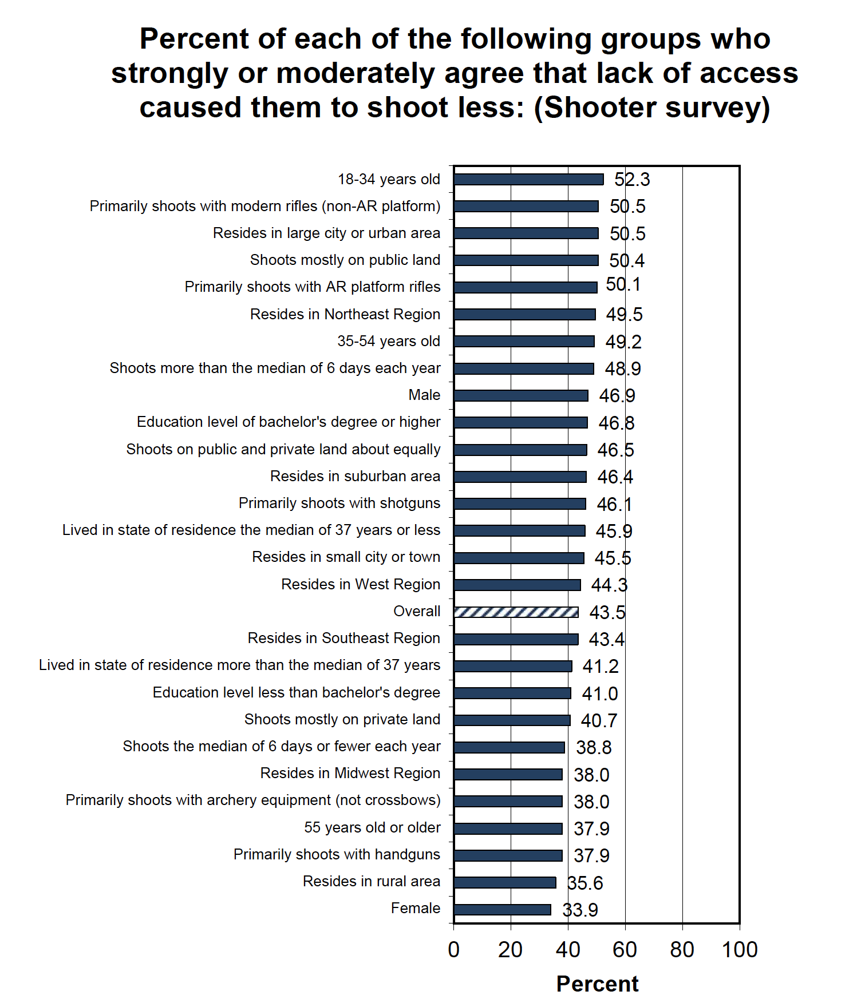 Percent of each of the following groups who
strongly or moderately agree that lack of access
caused them to shoot less: (Shooter survey)
18-34 years old 52.3
Primarily shoots with modern rifles (non-AR platform) 50.5
Resides in large city or urban area 50.5
Shoots mostly on public land 50.4
Primarily shoots with AR platform rifles 50.1
Resides in Northeast Region 49.5
35-54 years old 49.2
Shoots more than the median of 6 days each year 48.9
Male 46.9
Education level of bachelor's degree or higher 46.8
Shoots on public and private land about equally 46.5
Resides in suburban area 46.4
Primarily shoots with shotguns 46.1
Lived in state of residence the median of 37 years or less 45.9
Resides in small city or town 45.5
Resides in West Region 44.3
Overall 43.5
Resides in Southeast Region 43.4
Lived in state of residence more than the median of 37 years 41.2
Education level less than bachelor's degree 41.0
Shoots mostly on private land 40.7
Shoots the median of 6 days or fewer each year 38.8
Resides in Midwest Region 38.0
Primarily shoots with archery equipment (not crossbows) 38.0
55 years old or older 37.9
Primarily shoots with handguns 37.9
Resides in rural area 35.6
Female 33.9
0 20 40 60 80 100
Percent